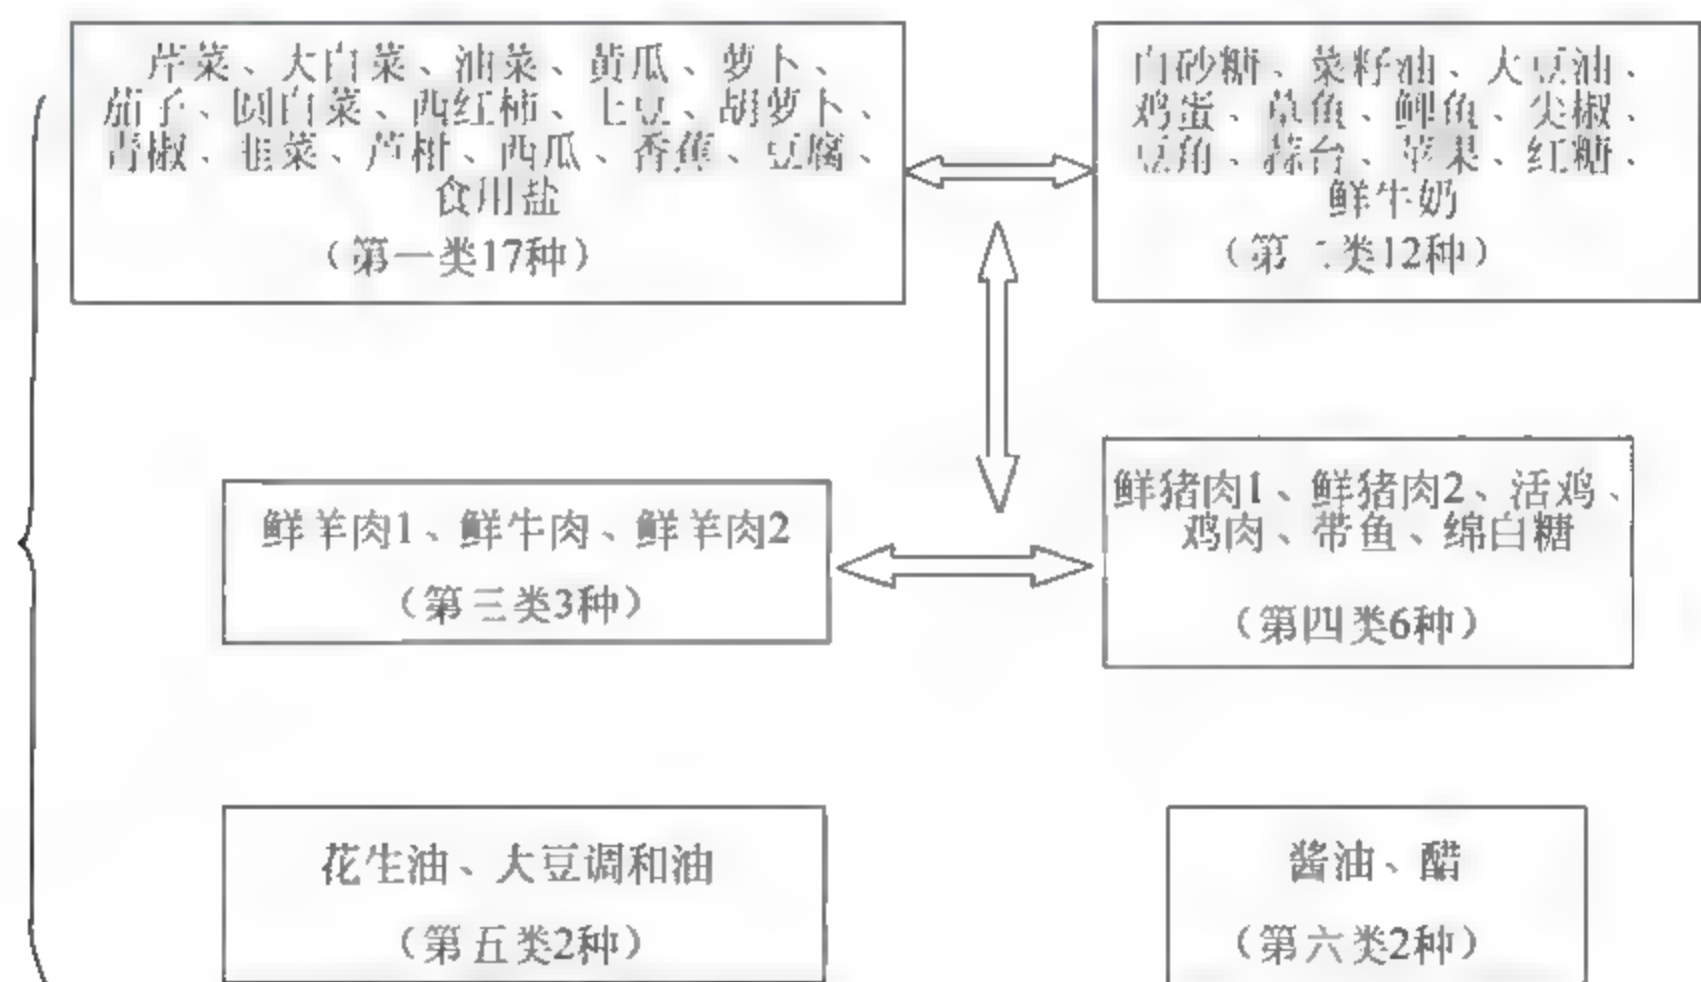 芹菜、大白菜、油菜、黄瓜、萝卜、
茄子、圆白菜、西红柿、土豆、胡萝卜、
青椒、韭菜、芦柑、西瓜、香蕉、豆腐、
食用盐
（第一类17种）
白砂糖、菜籽油、大豆油、
鸡蛋、草鱼、鲤鱼、尖椒、
豆角、蒜台、苹果、红糖、
鲜牛奶
（第二类12种）
鲜羊肉1、鲜牛肉、鲜羊肉2
（第三类3种）
鲜猪肉1、鲜猪肉2、活鸡、
鸡肉、带鱼、绵白糖
（第四类6种）
花生油、大豆调和油
（第五类2种）
酱油、醋
（第六类2种）